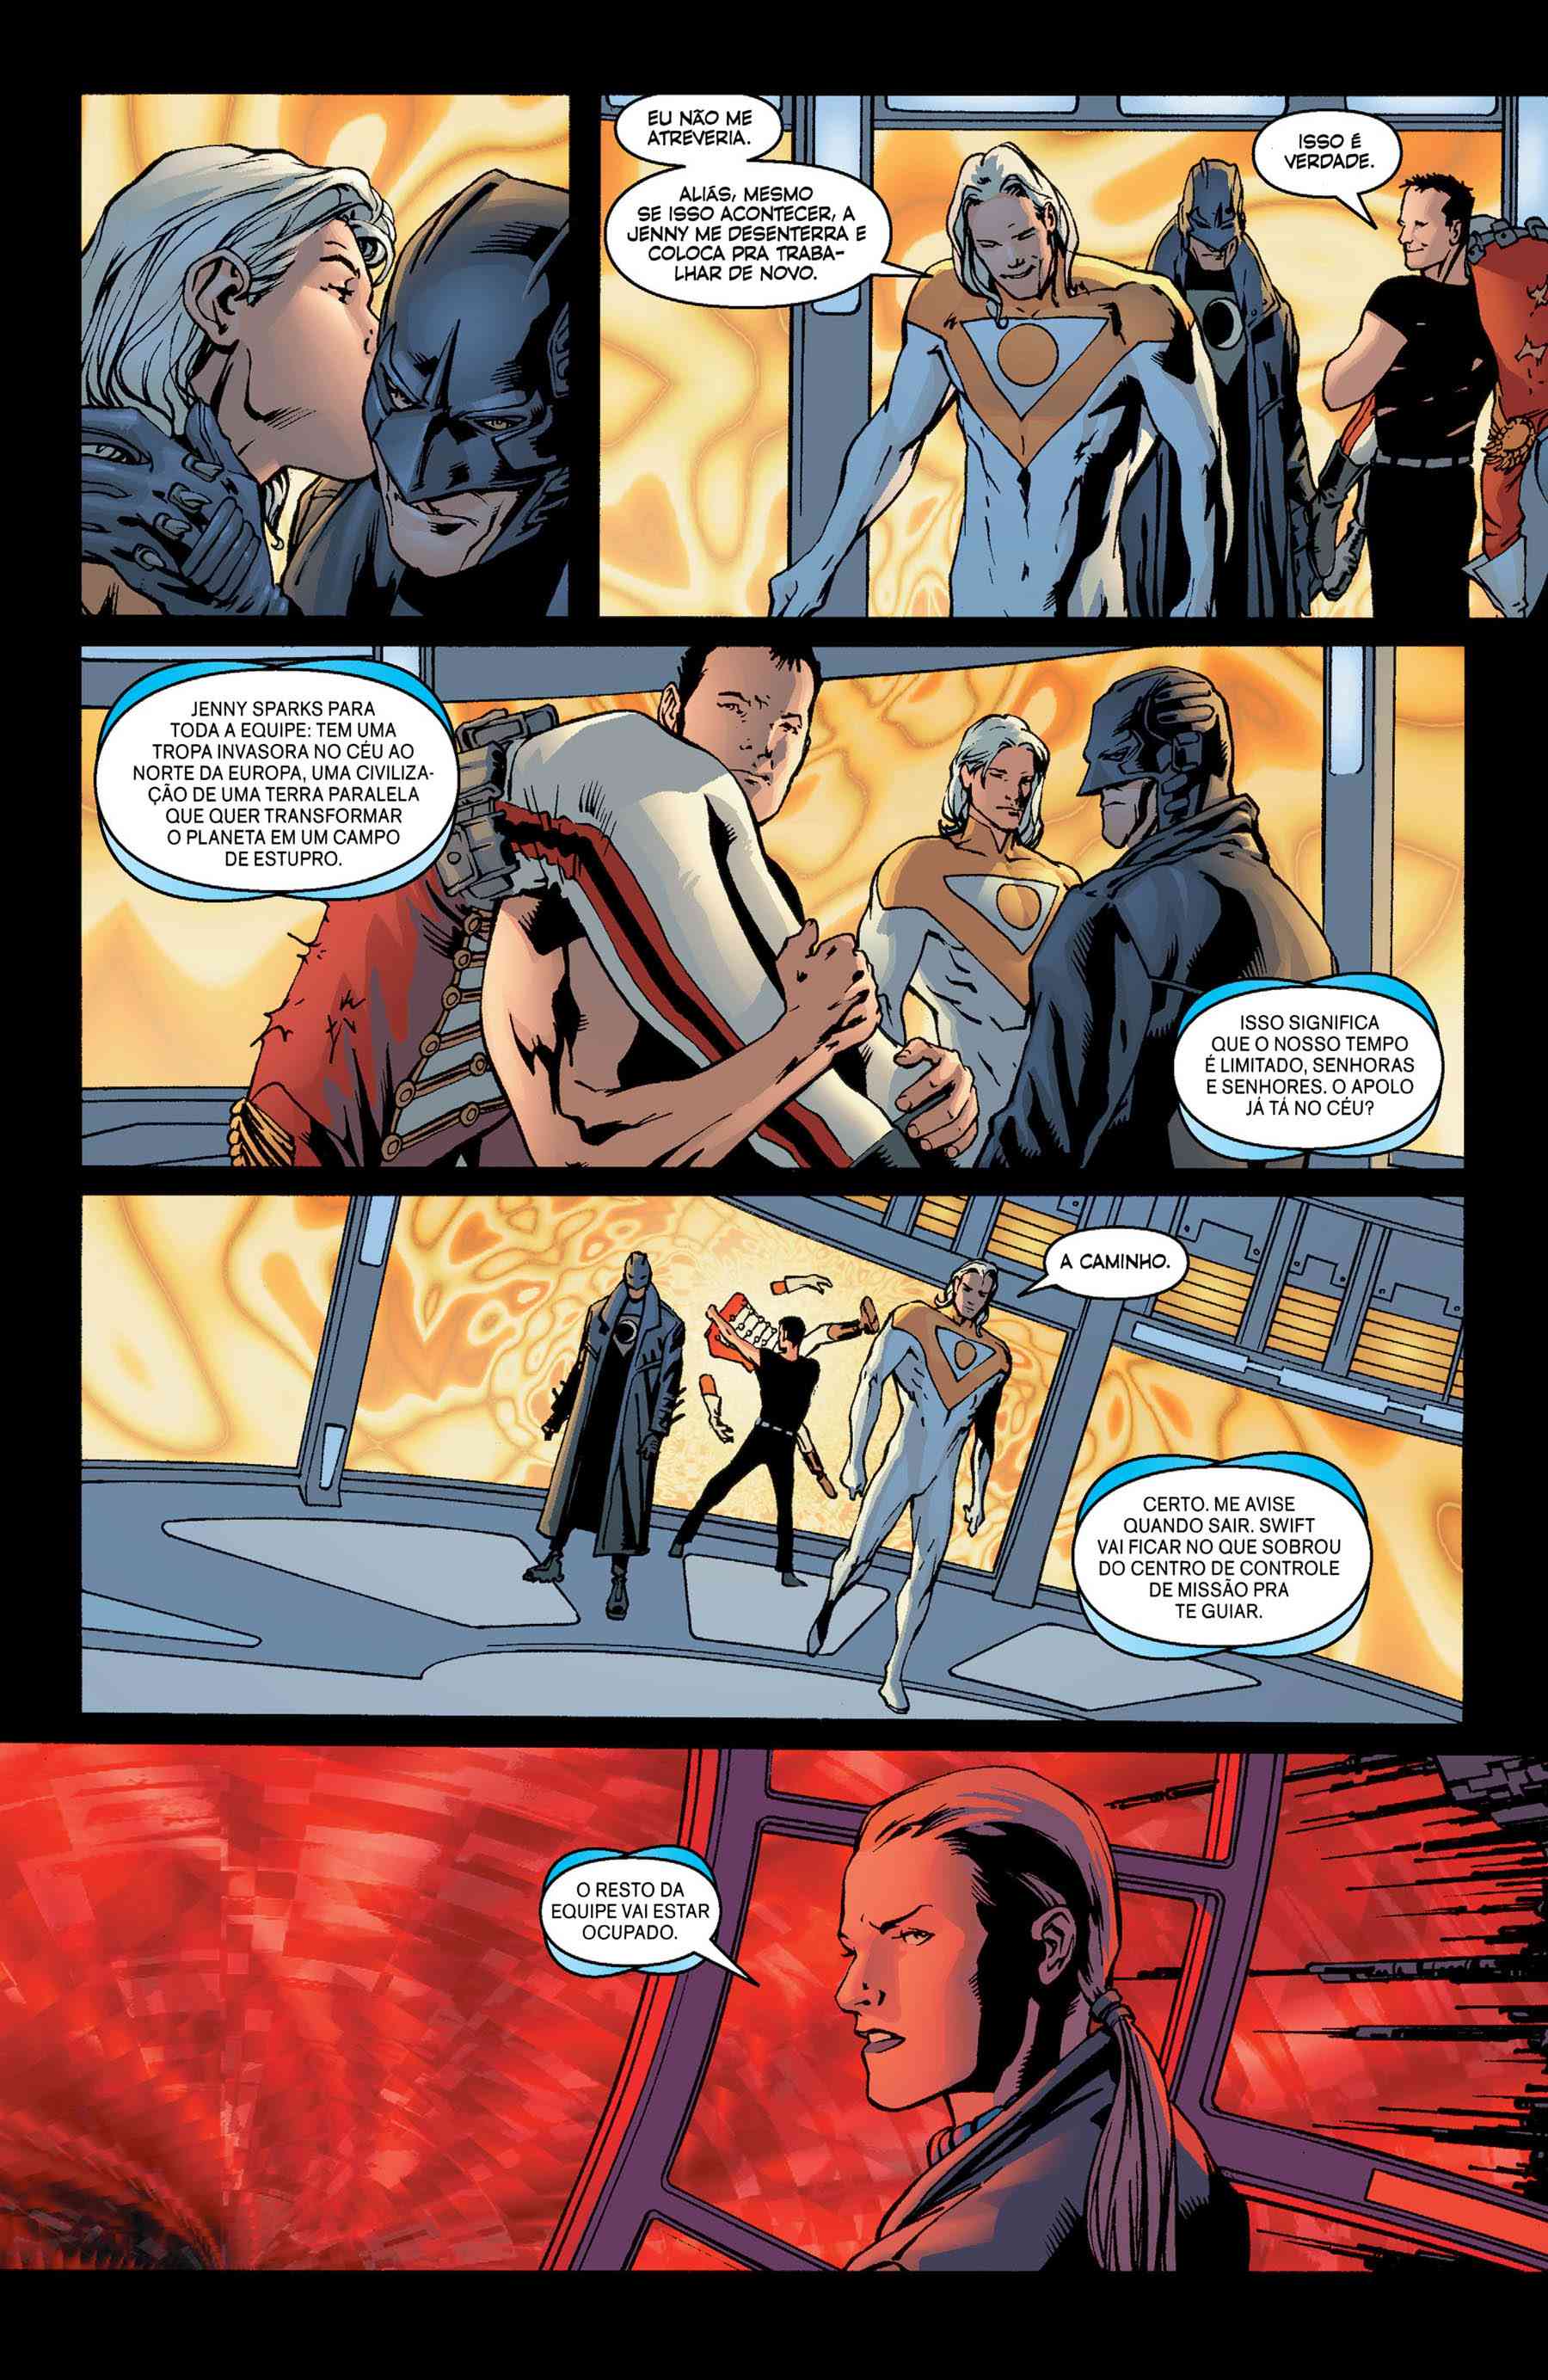 EU NÃO ME
ATREVERIA.
ALIÁS, MESMO
SE ISSO ACONTECER, A
JENNY ME DESENTERRA E
COLOCA PRA TRABA-
LHAR DE NOVO.
ISSO É
VERDADE.
JENNY SPARKS PARA
TODA A EQUIPE: TEM UMA
TROPA INVASORA NO CÉU AO
NORTE DA EUROPA, UMA CIVILIZA-
ÇÃO DE UMA TERRA PARALELA
QUE QUER TRANSFORMAR
O PLANETA EM UM CAMPO
DE ESTUPRO.
ISSO SIGNIFICA
QUE O NOSSO TEMPO
É LIMITADO, SENHORAS
E SENHORES. O APOLO
JÁ TÁ NO CÉU?
A CAMINHO.
CERTO. ME AVISE
QUANDO SAIR. SWIFT
VAI FICAR NO QUE SOBROU
DO CENTRO DE CONTROLE
DE MISSÃO PRA
TE GUIAR.
O RESTO DA
EQUIPE VAI ESTAR
OCUPADO.